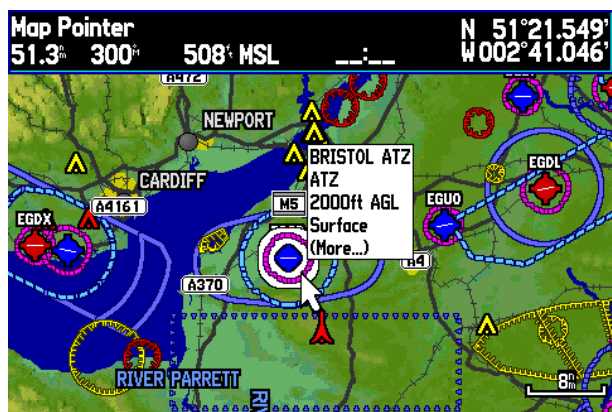 Map Pointer
51.3nm 300°M 508ft MSL __:__
N 51°21.549'
W002°41.046'
A472
NEWPORT
BRISTOL ATZ
ATZ
2000ft AGL
Surface
(More...)
CARDIFF
EGDL
M5
A4161
EGDX
EGUO
A4
A370
RIVER PARRETT
8nm